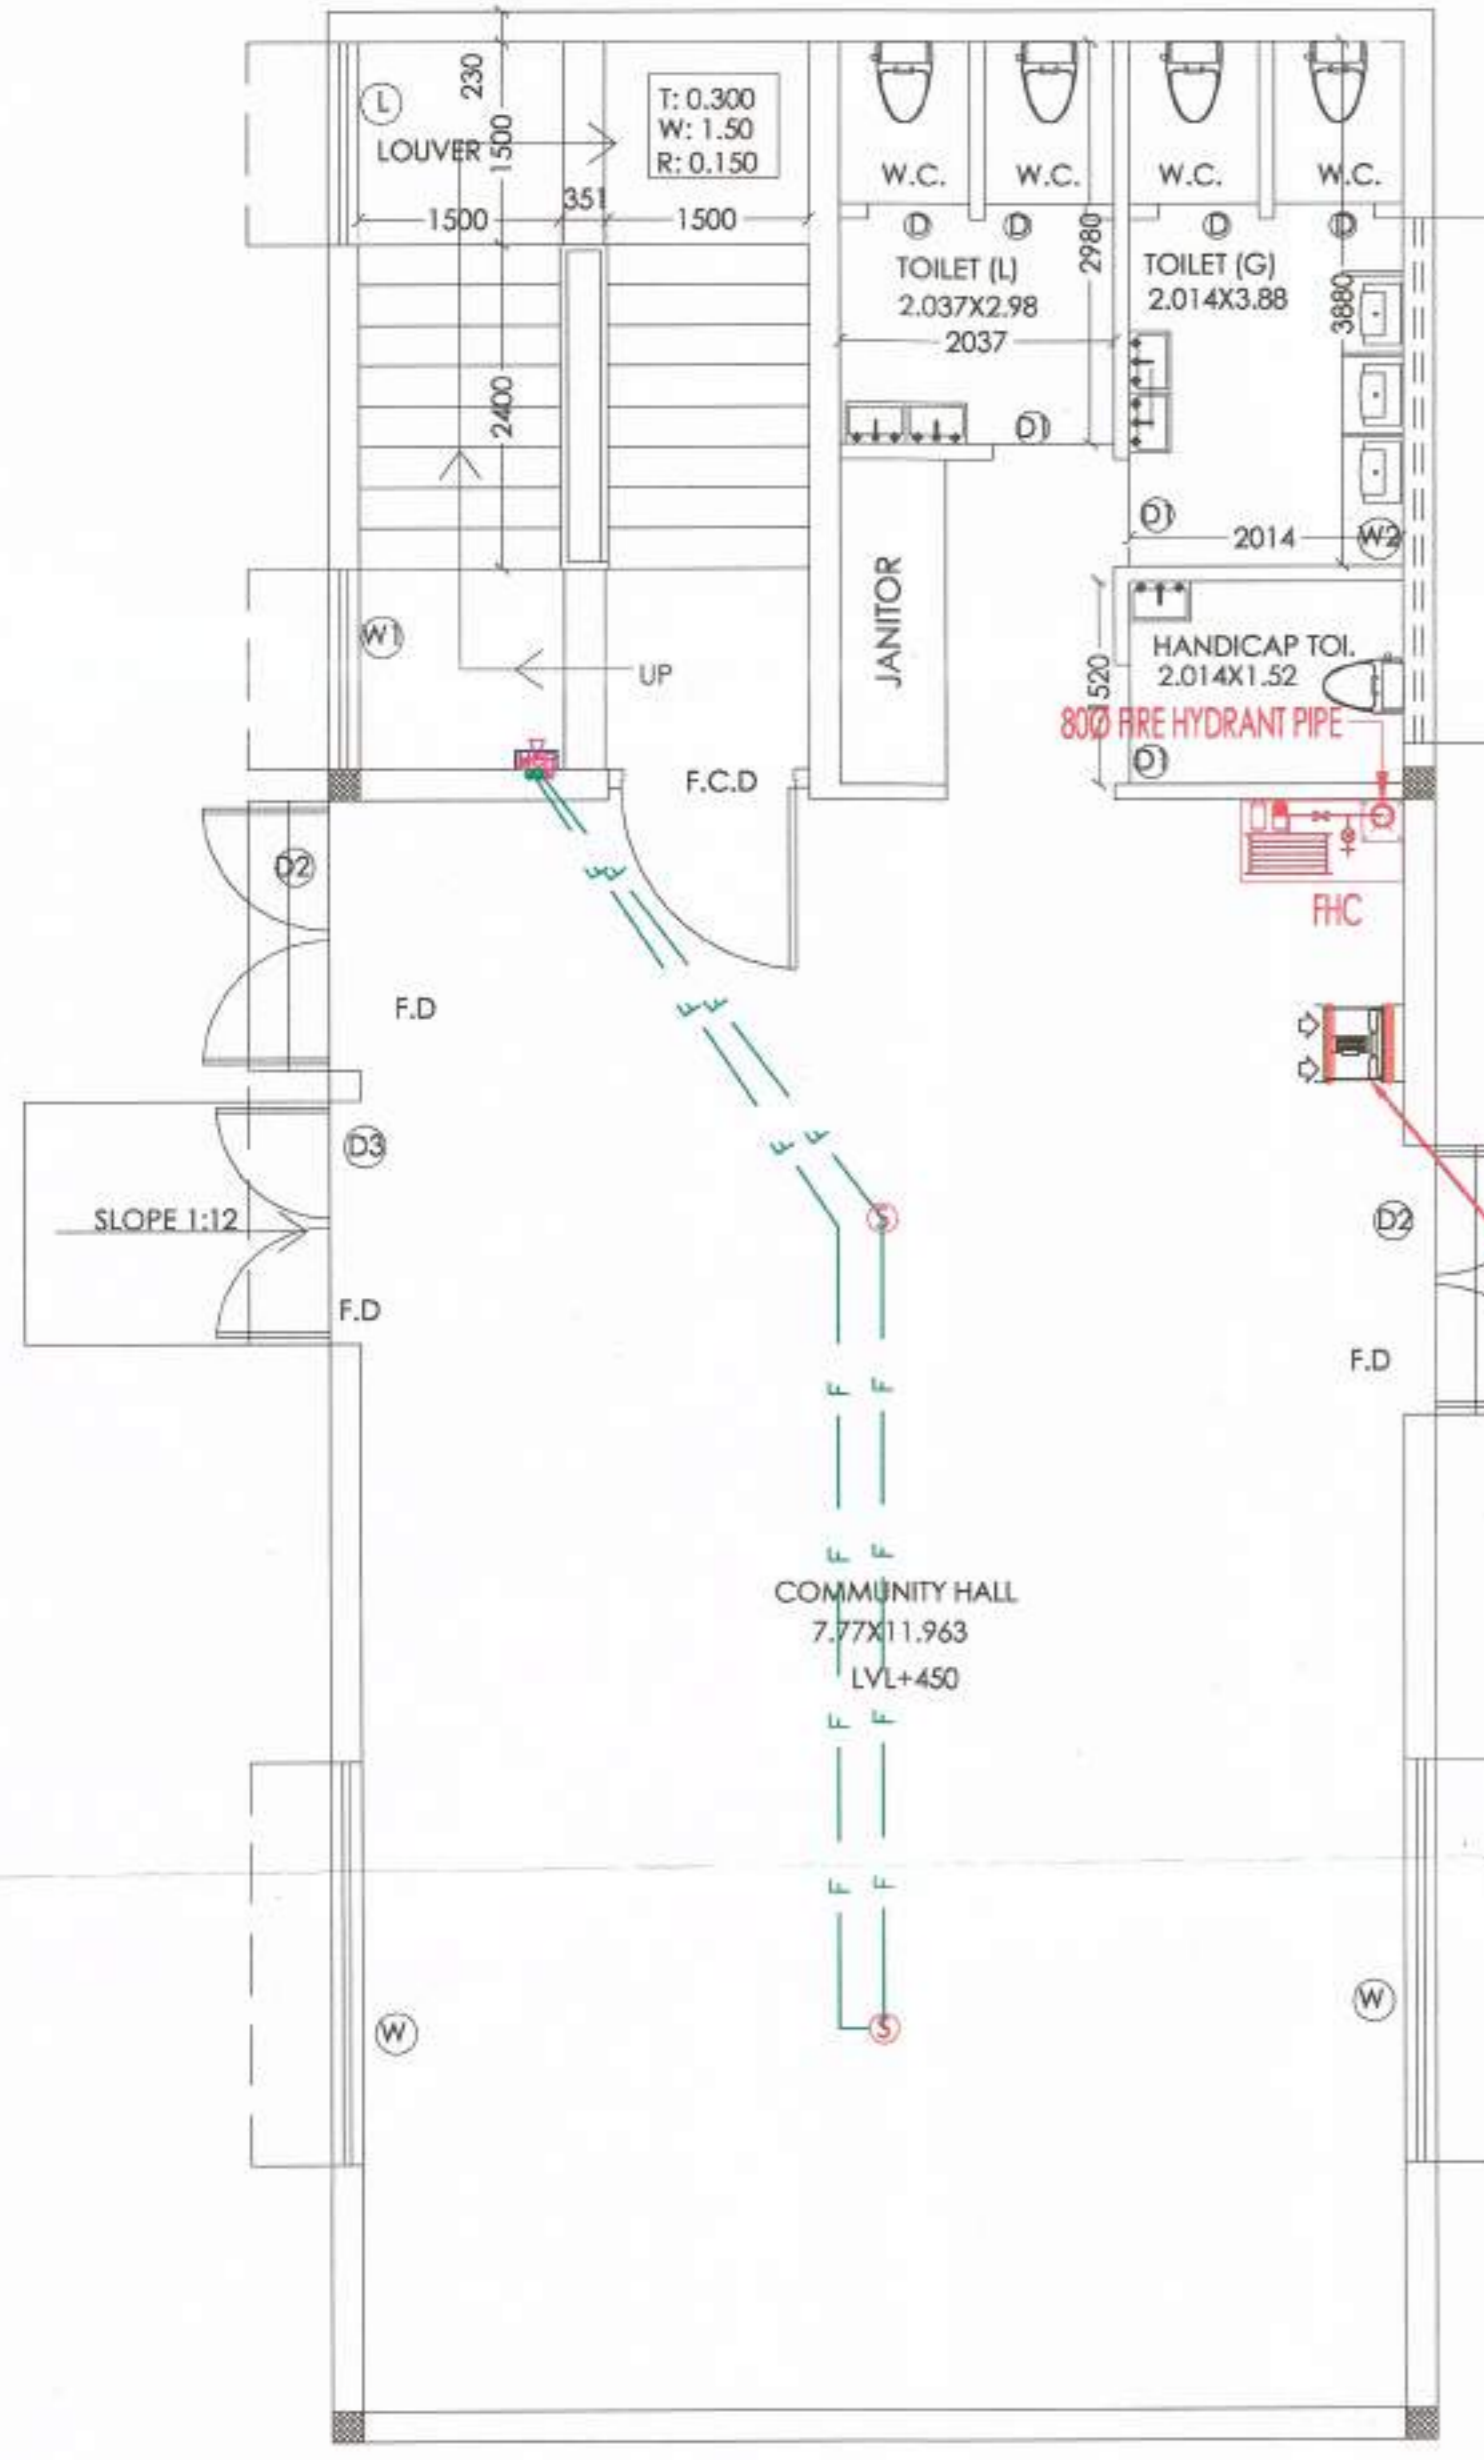 230
L
LOUVER
1500
T: 0.300
W: 1.50
R: 0.150
351
1500
1500
2400
W.C.
W.C.
W.C.
W.C.
D
D
D
D
TOILET (L)
2.037X2.98
2037
2980
TOILET (G)
2.014X3.88
3880
D1
D1
2014
W2
JANITOR
W1
UP
HANDICAP TOI.
2.014X1.52
1520
80Ø FIRE HYDRANT PIPE
D1
F.C.D
FHC
D2
F.D
F
F
F
F
F
F
D3
SLOPE 1:12
F.D
S
D2
F.D
F
F
F
F
COMMUNITY HALL
7.77X11.963
LVL+450
F
F
F
F
W
W
S